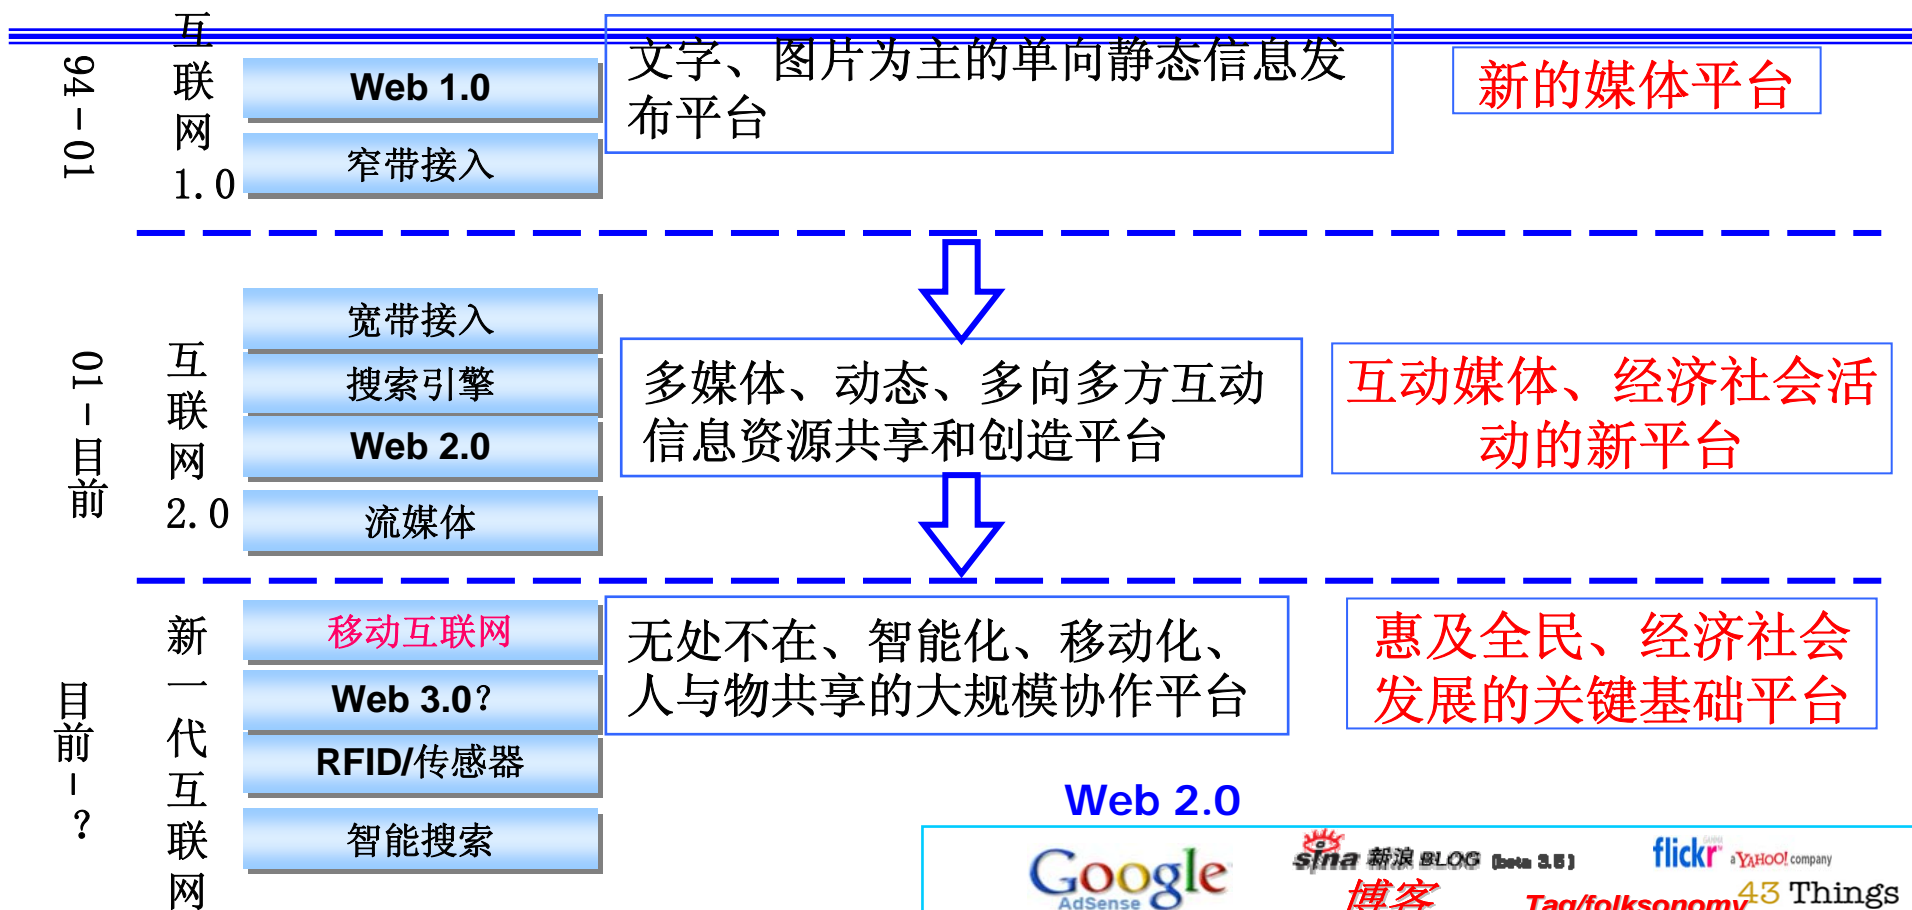 94－01
互联网1.0
Web 1.0
窄带接入
文字、图片为主的单向静态信息发
布平台
新的媒体平台
01－目前
互联网2.0
宽带接入
搜索引擎
Web 2.0
流媒体
多媒体、动态、多向多方互动
信息资源共享和创造平台
互动媒体、经济社会活
动的新平台
目前－？
新一代互联网
移动互联网
Web 3.0？
RFID/传感器
智能搜索
无处不在、智能化、移动化、
人与物共享的大规模协作平台
惠及全民、经济社会
发展的关键基础平台
Web 2.0
Google
AdSense
sina 新浪 BLOG (beta 3.5)
博客
flickr a YAHOO! company
Tag/folksonomy
43 Things